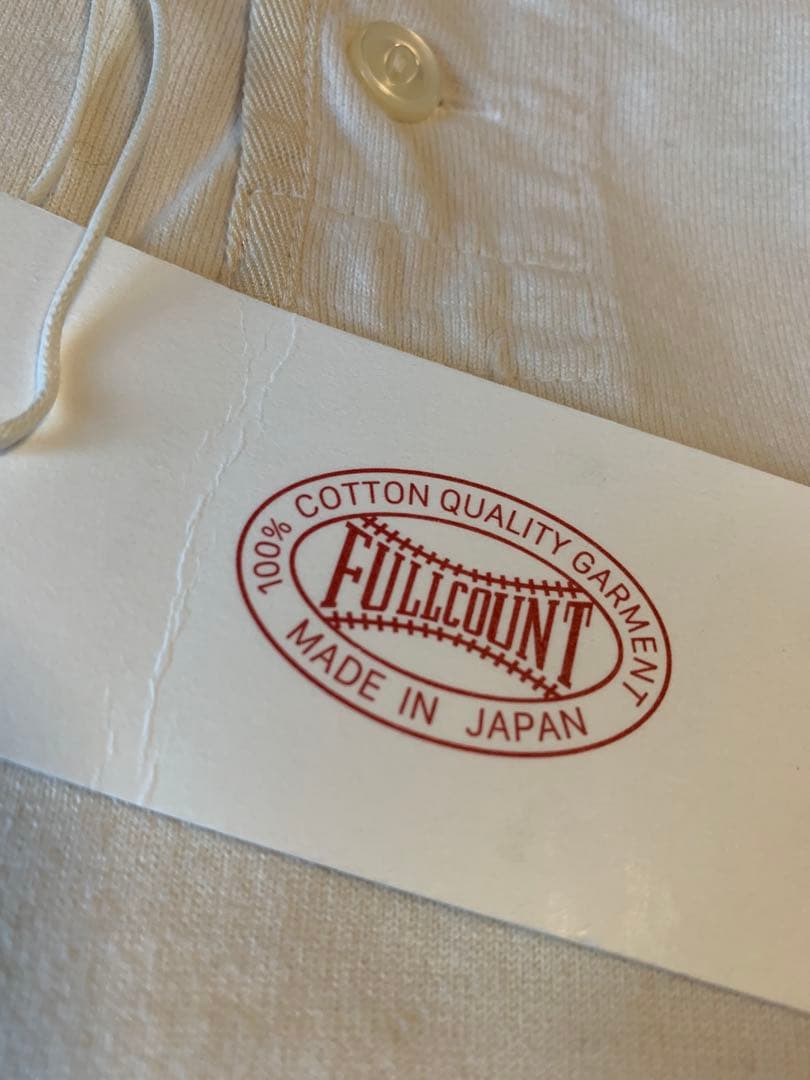 100% COTTON QUALITY GARMENT
FULLCOUNT
MADE IN JAPAN